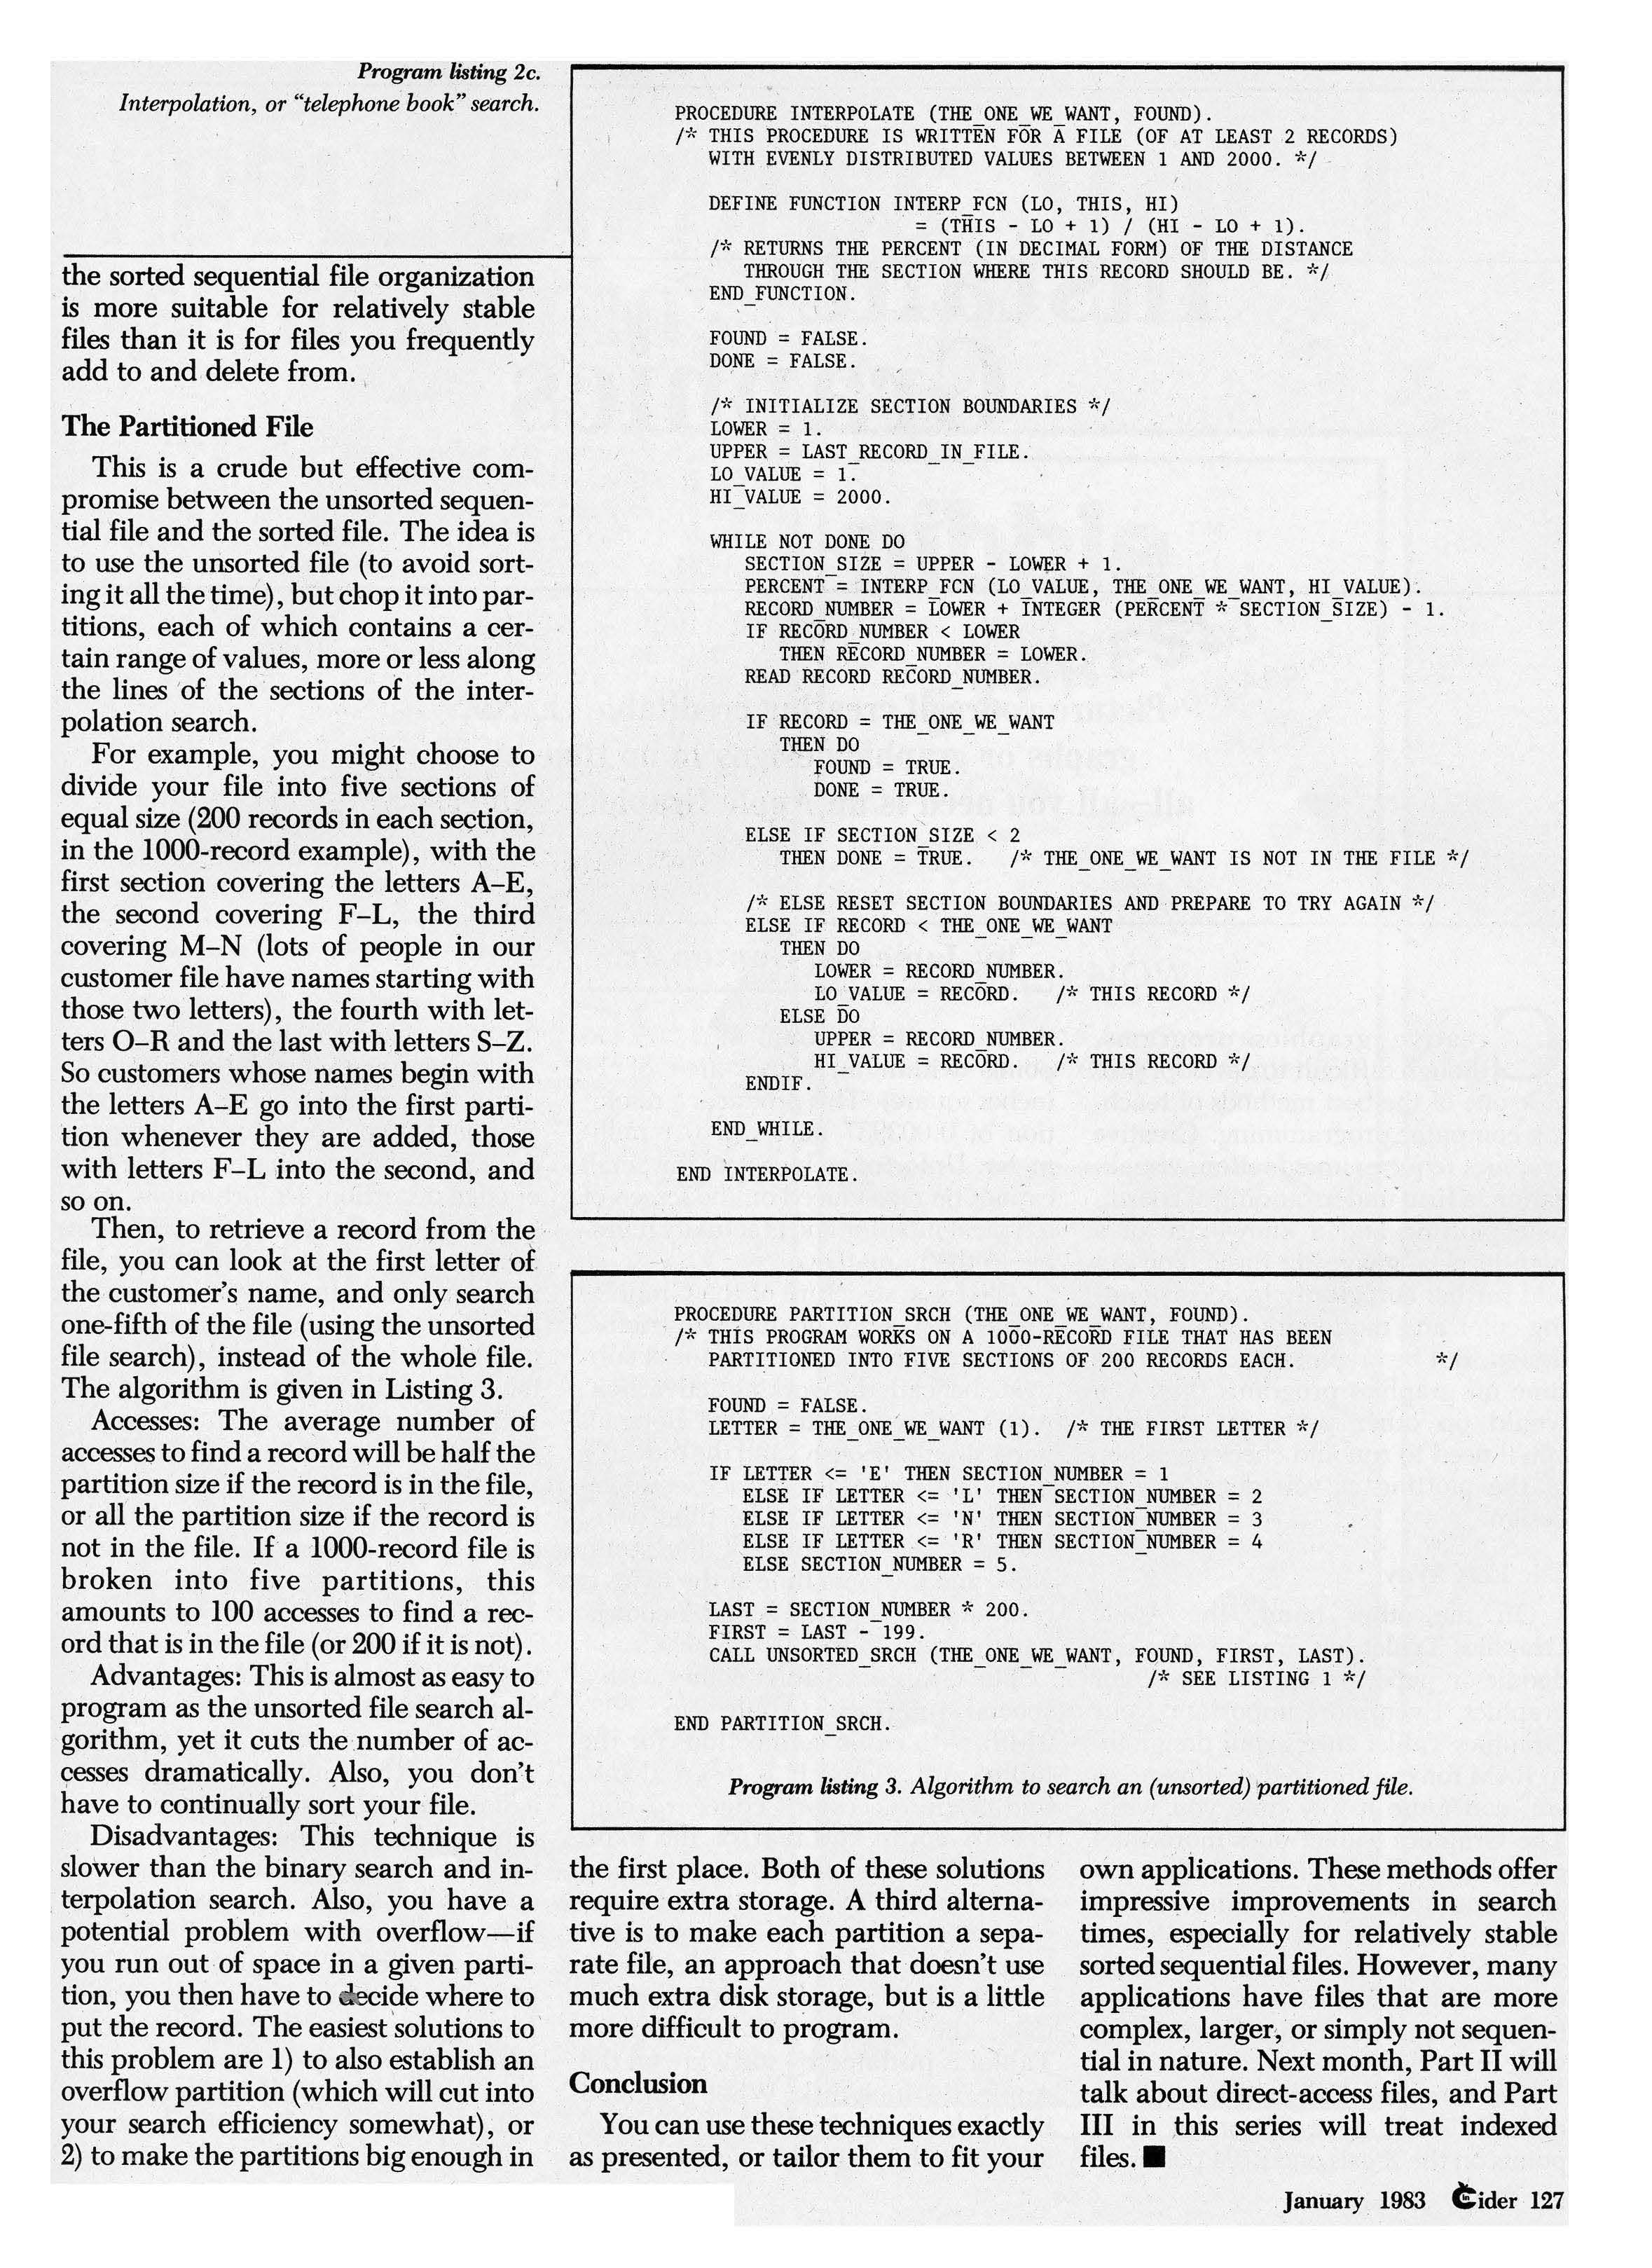 Program listing 2c.
Interpolation, or “telephone book” search.
PROCEDURE INTERPOLATE (THE_ONE_WE_WANT, FOUND).
/* THIS PROCEDURE IS WRITTEN FOR A FILE (OF AT LEAST 2 RECORDS)
WITH EVENLY DISTRIBUTED VALUES BETWEEN 1 AND 2000. */
DEFINE FUNCTION INTERP_FCN (LO, THIS, HI)
= (THIS - LO + 1) / (HI - LO + 1).
/* RETURNS THE PERCENT (IN DECIMAL FORM) OF THE DISTANCE
THROUGH THE SECTION WHERE THIS RECORD SHOULD BE. */
END_FUNCTION.
FOUND = FALSE.
DONE = FALSE.
/* INITIALIZE SECTION BOUNDARIES */
LOWER = 1.
UPPER = LAST_RECORD_IN_FILE.
LO_VALUE = 1.
HI_VALUE = 2000.
WHILE NOT DONE DO
SECTION_SIZE = UPPER - LOWER + 1.
PERCENT = INTERP_FCN (LO_VALUE, THE_ONE_WE_WANT, HI_VALUE).
RECORD_NUMBER = LOWER + INTEGER (PERCENT * SECTION_SIZE) - 1.
IF RECORD_NUMBER < LOWER
THEN RECORD_NUMBER = LOWER.
READ RECORD RECORD_NUMBER.
IF RECORD = THE_ONE_WE_WANT
THEN DO
FOUND = TRUE.
DONE = TRUE.
ELSE IF SECTION_SIZE < 2
THEN DONE = TRUE. /* THE_ONE_WE_WANT IS NOT IN THE FILE */
/* ELSE RESET SECTION BOUNDARIES AND PREPARE TO TRY AGAIN */
ELSE IF RECORD < THE_ONE_WE_WANT
THEN DO
LOWER = RECORD_NUMBER.
LO_VALUE = RECORD. /* THIS RECORD */
ELSE DO
UPPER = RECORD_NUMBER.
HI_VALUE = RECORD. /* THIS RECORD */
ENDIF.
END_WHILE.
END INTERPOLATE.
the sorted sequential file organization
is more suitable for relatively stable
files than it is for files you frequently
add to and delete from.
The Partitioned File
This is a crude but effective com-
promise between the unsorted sequen-
tial file and the sorted file. The idea is
to use the unsorted file (to avoid sort-
ing it all the time), but chop it into par-
titions, each of which contains a cer-
tain range of values, more or less along
the lines of the sections of the inter-
polation search.
For example, you might choose to
divide your file into five sections of
equal size (200 records in each section,
in the 1000-record example), with the
first section covering the letters A–E,
the second covering F–L, the third
covering M–N (lots of people in our
customer file have names starting with
those two letters), the fourth with let-
ters O–R and the last with letters S–Z.
So customers whose names begin with
the letters A–E go into the first parti-
tion whenever they are added, those
with letters F–L into the second, and
so on.
Then, to retrieve a record from the
file, you can look at the first letter of
the customer’s name, and only search
one-fifth of the file (using the unsorted
file search), instead of the whole file.
The algorithm is given in Listing 3.
Accesses: The average number of
accesses to find a record will be half the
partition size if the record is in the file,
or all the partition size if the record is
not in the file. If a 1000-record file is
broken into five partitions, this
amounts to 100 accesses to find a rec-
ord that is in the file (or 200 if it is not).
Advantages: This is almost as easy to
program as the unsorted file search al-
gorithm, yet it cuts the number of ac-
cesses dramatically. Also, you don’t
have to continually sort your file.
Disadvantages: This technique is
slower than the binary search and in-
terpolation search. Also, you have a
potential problem with overflow—if
you run out of space in a given parti-
tion, you then have to decide where to
put the record. The easiest solutions to
this problem are 1) to also establish an
overflow partition (which will cut into
your search efficiency somewhat), or
2) to make the partitions big enough in
PROCEDURE PARTITION_SRCH (THE_ONE_WE_WANT, FOUND).
/* THIS PROGRAM WORKS ON A 1000-RECORD FILE THAT HAS BEEN
PARTITIONED INTO FIVE SECTIONS OF 200 RECORDS EACH. */
FOUND = FALSE.
LETTER = THE_ONE_WE_WANT (1). /* THE FIRST LETTER */
IF LETTER <= 'E' THEN SECTION_NUMBER = 1
ELSE IF LETTER <= 'L' THEN SECTION_NUMBER = 2
ELSE IF LETTER <= 'N' THEN SECTION_NUMBER = 3
ELSE IF LETTER <= 'R' THEN SECTION_NUMBER = 4
ELSE SECTION_NUMBER = 5.
LAST = SECTION_NUMBER * 200.
FIRST = LAST - 199.
CALL UNSORTED_SRCH (THE_ONE_WE_WANT, FOUND, FIRST, LAST).
/* SEE LISTING 1 */
END PARTITION_SRCH.
Program listing 3. Algorithm to search an (unsorted) partitioned file.
the first place. Both of these solutions
require extra storage. A third alterna-
tive is to make each partition a sepa-
rate file, an approach that doesn’t use
much extra disk storage, but is a little
more difficult to program.
Conclusion
You can use these techniques exactly
as presented, or tailor them to fit your
own applications. These methods offer
impressive improvements in search
times, especially for relatively stable
sorted sequential files. However, many
applications have files that are more
complex, larger, or simply not sequen-
tial in nature. Next month, Part II will
talk about direct-access files, and Part
III in this series will treat indexed
files. ■
January 1983 inCider 127